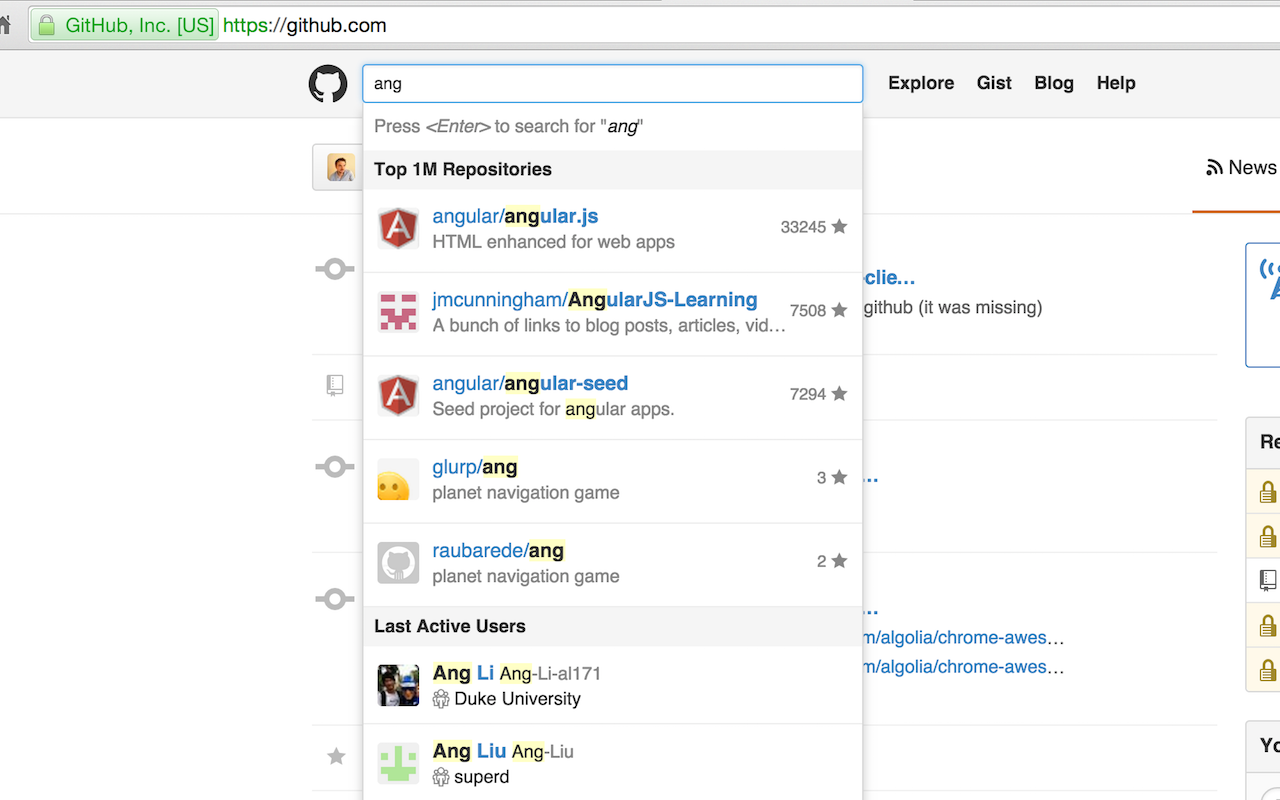 GitHub, Inc. [US] https://github.com
ang
Explore Gist Blog Help
Press <Enter> to search for "ang"
Top 1M Repositories
News
angular/angular.js
33245
HTML enhanced for web apps
-clie…
jmcunningham/AngularJS-Learning
7508
github (it was missing)
A bunch of links to blog posts, articles, vid…
angular/angular-seed
7294
Seed project for angular apps.
Re
glurp/ang
3
…
planet navigation game
raubarede/ang
2
planet navigation game
…
Last Active Users
m/algolia/chrome-awes…
m/algolia/chrome-awes…
Ang Li Ang-Li-al171
Duke University
Ang Liu Ang-Liu
Yo
superd